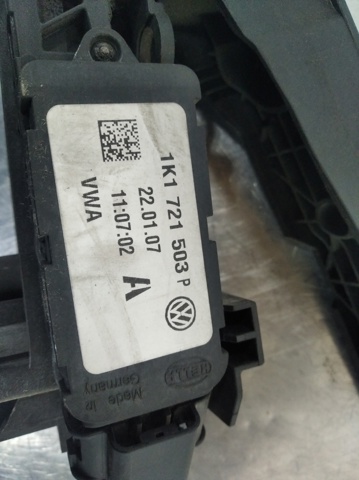 1K1 721 503 P
22.01.07
11:07:02 A
VWA
HELLA
Made in
Germany